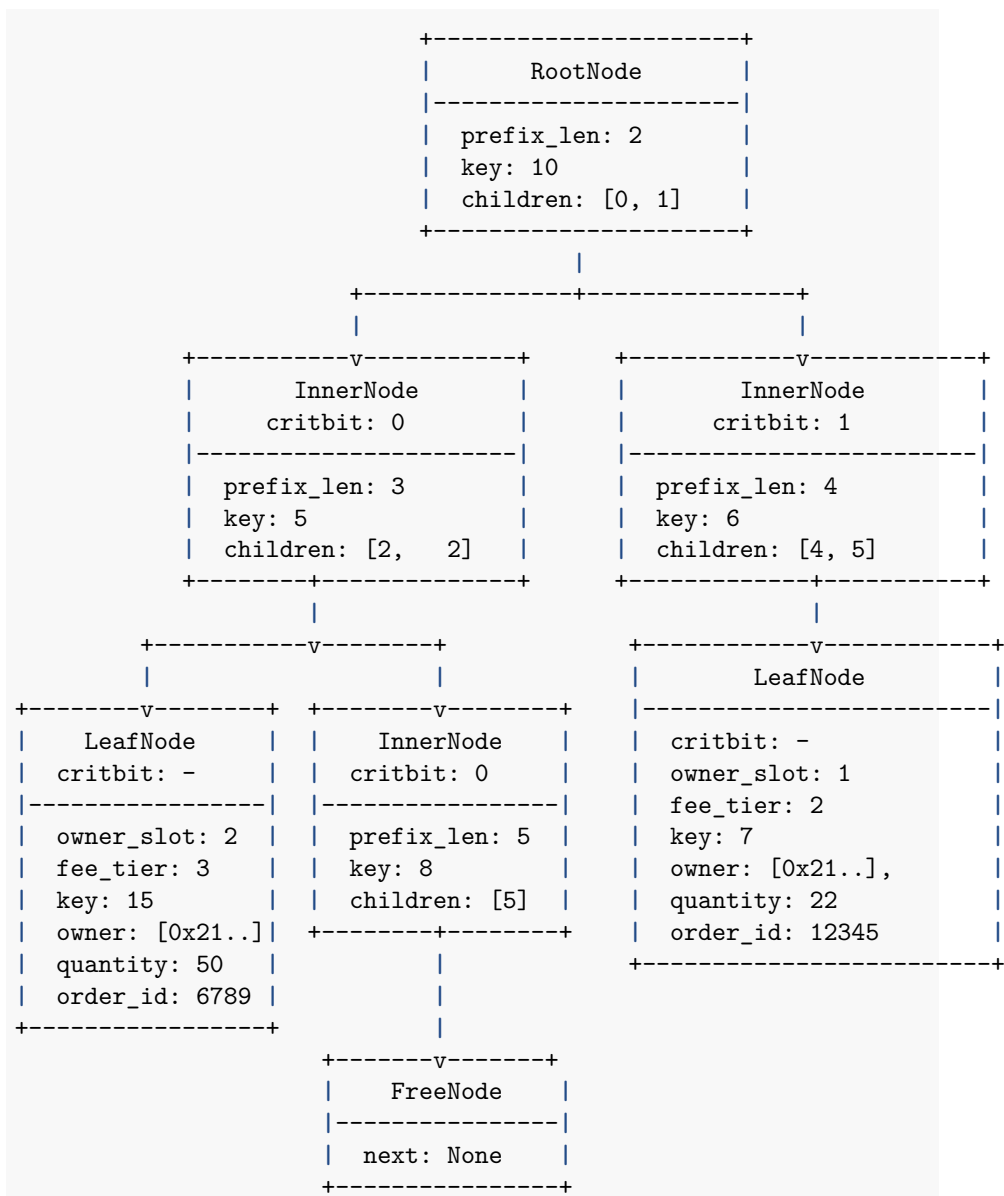 RootNode
prefix_len: 2
key: 10
children: [0, 1]
InnerNode
critbit: 0
prefix_len: 3
key: 5
children: [2,   2]
InnerNode
critbit: 1
prefix_len: 4
key: 6
children: [4, 5]
LeafNode
critbit: -
owner_slot: 2
fee_tier: 3
key: 15
owner: [0x21..]
quantity: 50
order_id: 6789
InnerNode
critbit: 0
prefix_len: 5
key: 8
children: [5]
LeafNode
critbit: -
owner_slot: 1
fee_tier: 2
key: 7
owner: [0x21..],
quantity: 22
order_id: 12345
FreeNode
next: None